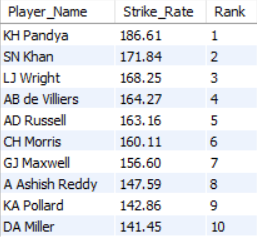 Player_Name Strike_Rate Rank
KH Pandya 186.61 1
SN Khan 171.84 2
LJ Wright 168.25 3
AB de Villiers 164.27 4
AD Russell 163.16 5
CH Morris 160.11 6
GJ Maxwell 156.60 7
A Ashish Reddy 147.59 8
KA Pollard 142.86 9
DA Miller 141.45 10